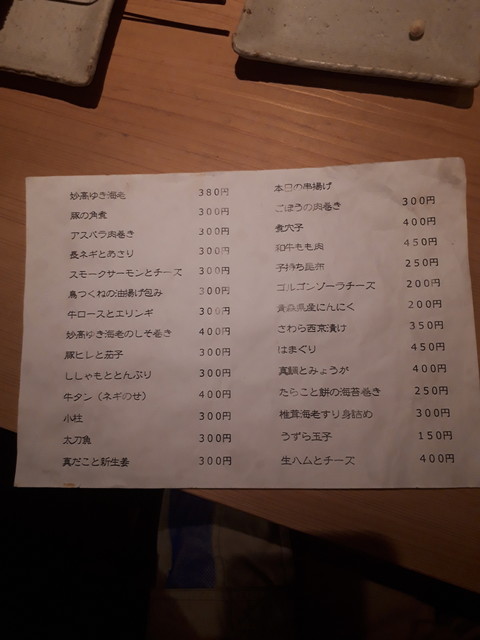 妙高ゆき海老 380円
豚の角煮 300円
アスパラ肉巻き 300円
長ネギとめさり 300円
スモークサーモンとチーズ 300円
鳥つくねの油揚げ包み 300円
牛ロースとエリンギ 300円
妙高ゆき海老のしそ巻き 400円
豚ヒレと茄子 300円
ししゃもととんぶり 300円
牛タン（ネギのせ） 400円
小柱 300円
太刀魚 300円
真だこと新生姜 300円
本日の串揚げ
ごぼうの肉巻き 300円
煮穴子 400円
和牛もも肉 450円
子持ち昆布 250円
ゴルゴンゾーラチーズ 200円
青森県産にんにく 200円
さわら西京漬け 350円
はまぐり 450円
真鯛とみょうが 400円
たらこと餅の海苔巻き 250円
椎茸海老すり身詰め 300円
うずら玉子 150円
生ハムとチーズ 400円